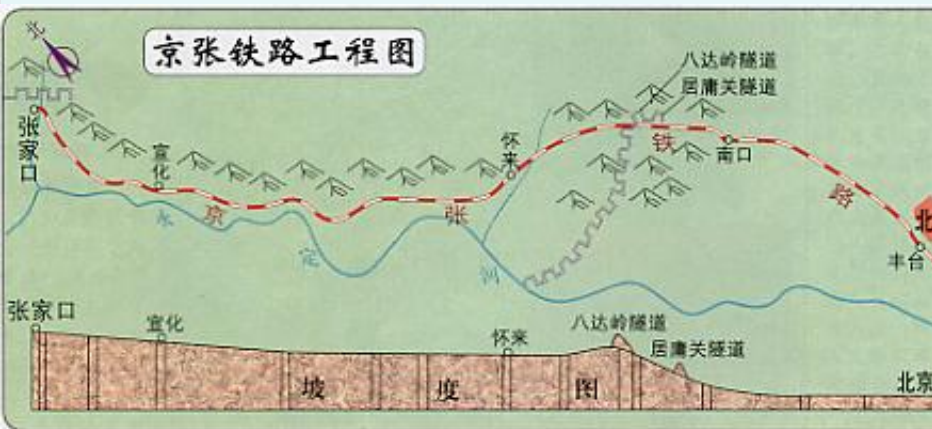 北
京张铁路工程图
八达岭隧道
居庸关隧道
张家口
宣化
怀来
南口
京张铁路
北
丰台
永定河
张家口
宣化
怀来
八达岭隧道
居庸关隧道
北京
坡度图